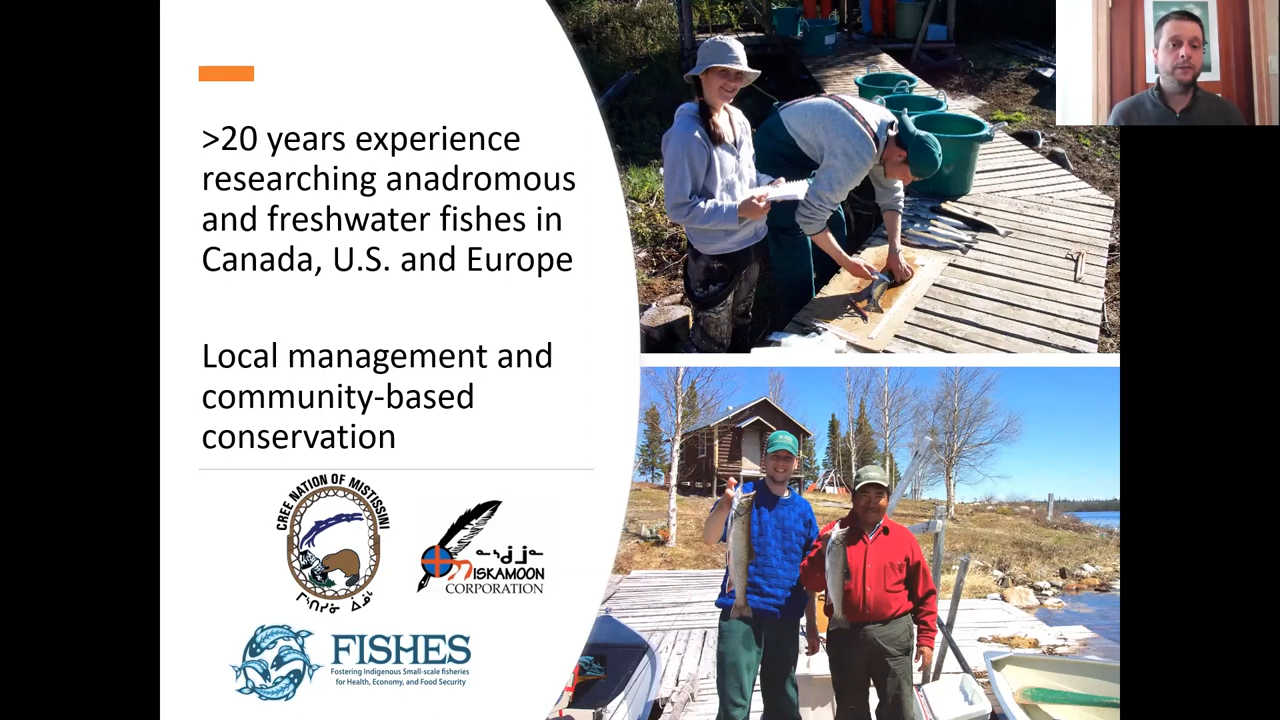 >20 years experience
researching anadromous
and freshwater fishes in
Canada, U.S. and Europe
Local management and
community-based
conservation
CREE NATION OF MISTISSINI
NISKAMOON
CORPORATION
FISHES
Fostering Indigenous Small-scale fisheries
for Health, Economy, and Food Security